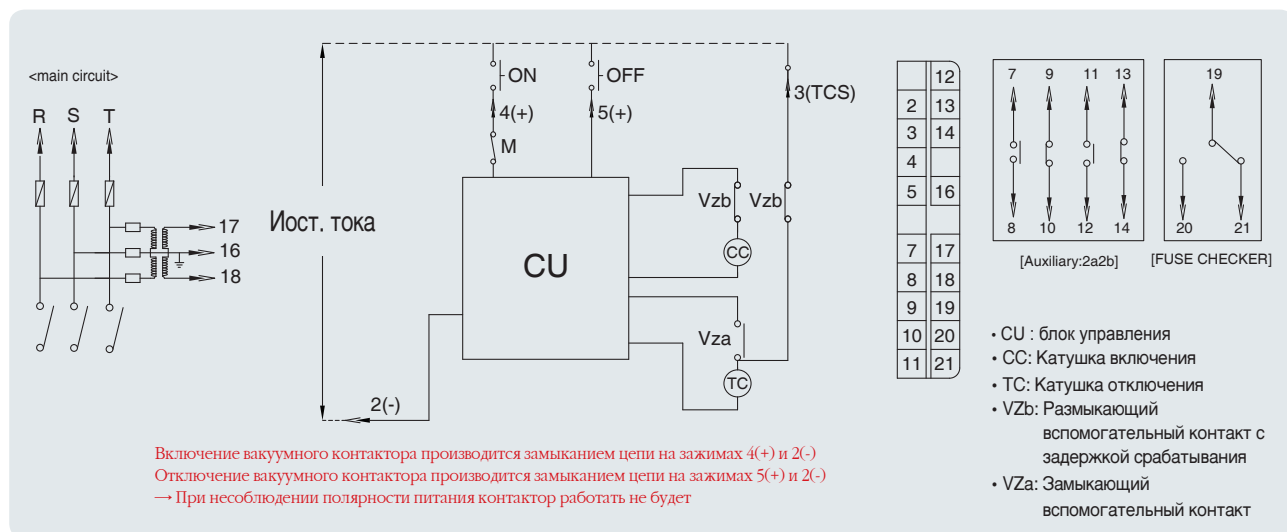 <main circuit>
R S T
17
16
18
Иост. тока
ON
OFF
4(+)
5(+)
3(TCS)
M
CU
Vzb
Vzb
CC
Vza
TC
2(-)
12
2 13
3 14
4
5 16
7 17
8 18
9 19
10 20
11 21
7 9 11 13
8 10 12 14
[Auxiliary:2a2b]
19
20 21
[FUSE CHECKER]
• CU : блок управления
• CC: Катушка включения
• TC: Катушка отключения
• VZb: Размыкающий
вспомогательный контакт с
задержкой срабатывания
• VZa: Замыкающий
вспомогательный контакт
Включение вакуумного контактора производится замыканием цепи на зажимах 4(+) и 2(-)
Отключение вакуумного контактора производится замыканием цепи на зажимах 5(+) и 2(-)
→ При несоблюдении полярности питания контактор работать не будет